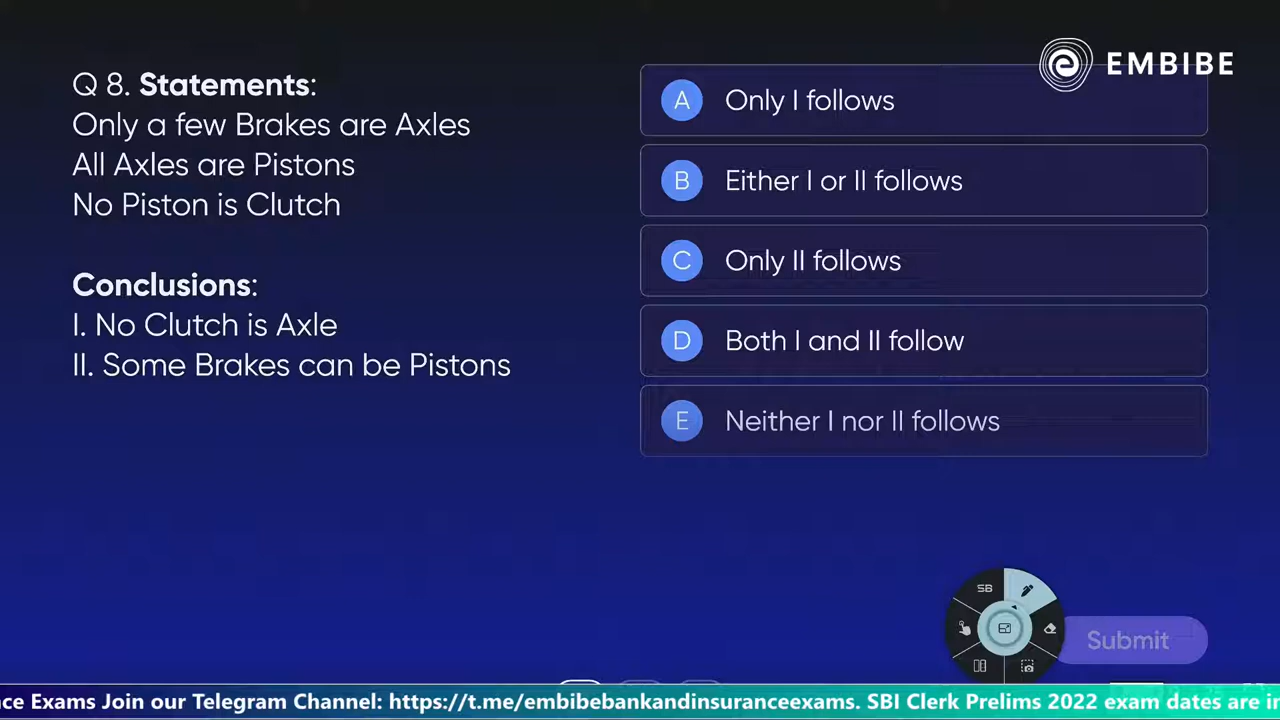 EMBIBE
Q 8. Statements:
Only a few Brakes are Axles
All Axles are Pistons
No Piston is Clutch
Conclusions:
I. No Clutch is Axle
II. Some Brakes can be Pistons
A Only I follows
B Either I or II follows
C Only II follows
D Both I and II follow
E Neither I nor II follows
SB
Submit
ce Exams Join our Telegram Channel: https://t.me/embibebankandinsuranceexams. SBI Clerk Prelims 2022 exam dates are in